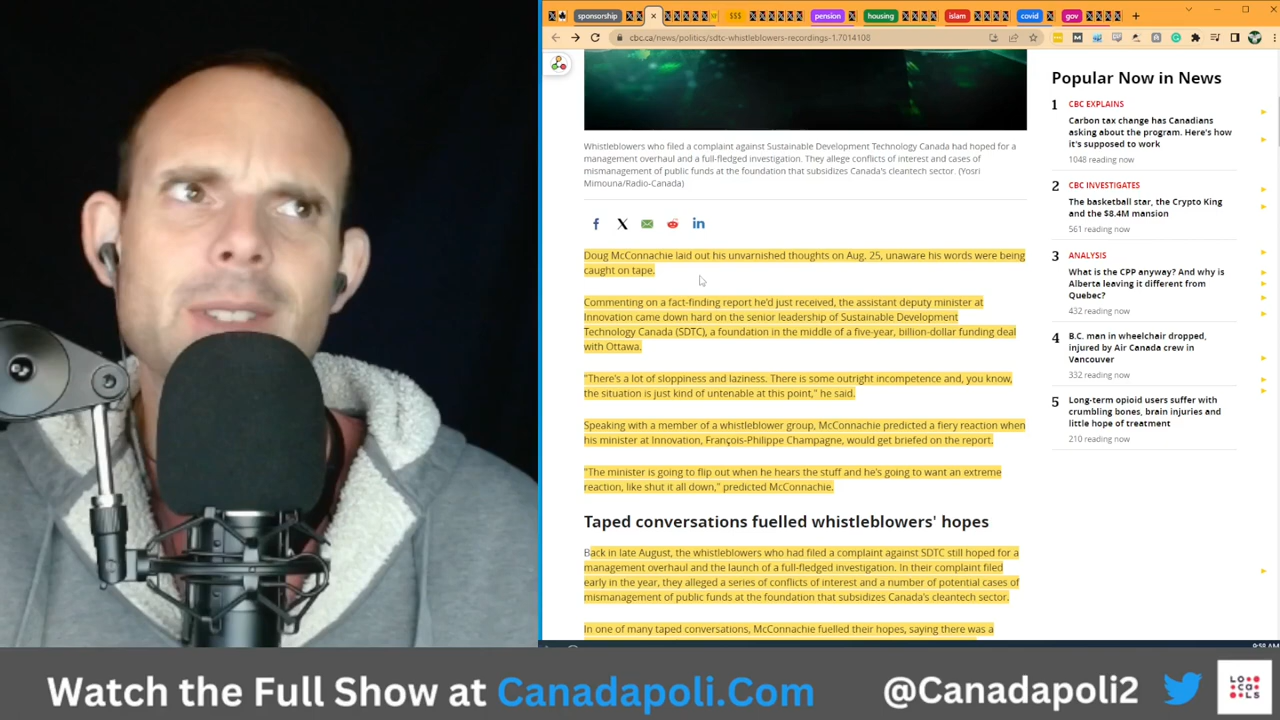 sponsorship
$$$
pension
housing
islam
covid
gov
cbc.ca/news/politics/sdtc-whistleblowers-recordings-1.7014108
Whistleblowers who filed a complaint against Sustainable Development Technology Canada had hoped for a
management overhaul and a full-fledged investigation. They allege conflicts of interest and cases of
mismanagement of public funds at the foundation that subsidizes Canada's cleantech sector. (Yosri
Mimouna/Radio-Canada)
Doug McConnachie laid out his unvarnished thoughts on Aug. 25, unaware his words were being
caught on tape.
Commenting on a fact-finding report he'd just received, the assistant deputy minister at
Innovation came down hard on the senior leadership of Sustainable Development
Technology Canada (SDTC), a foundation in the middle of a five-year, billion-dollar funding deal
with Ottawa.
"There's a lot of sloppiness and laziness. There is some outright incompetence and, you know,
the situation is just kind of untenable at this point," he said.
Speaking with a member of a whistleblower group, McConnachie predicted a fiery reaction when
his minister at Innovation, François-Philippe Champagne, would get briefed on the report.
"The minister is going to flip out when he hears the stuff and he's going to want an extreme
reaction, like shut it all down," predicted McConnachie.
Taped conversations fuelled whistleblowers' hopes
Back in late August, the whistleblowers who had filed a complaint against SDTC still hoped for a
management overhaul and the launch of a full-fledged investigation. In their complaint filed
early in the year, they alleged a series of conflicts of interest and a number of potential cases of
mismanagement of public funds at the foundation that subsidizes Canada's cleantech sector.
In one of many taped conversations, McConnachie fuelled their hopes, saying there was a
Popular Now in News
1 CBC EXPLAINS
Carbon tax change has Canadians
asking about the program. Here's how
it's supposed to work
1048 reading now
2 CBC INVESTIGATES
The basketball star, the Crypto King
and the $8.4M mansion
561 reading now
3 ANALYSIS
What is the CPP anyway? And why is
Alberta leaving it different from
Quebec?
432 reading now
4 B.C. man in wheelchair dropped,
injured by Air Canada crew in
Vancouver
332 reading now
5 Long-term opioid users suffer with
crumbling bones, brain injuries and
little hope of treatment
210 reading now
9:58 AM
Watch the Full Show at Canadapoli.Com
@Canadapoli2
LO
CA
LS